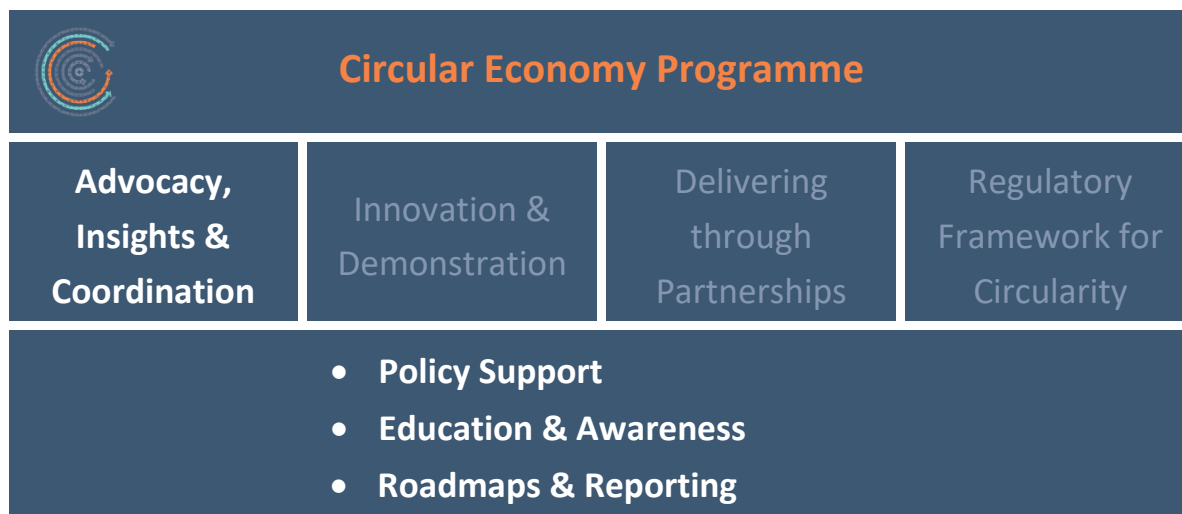 Circular Economy Programme
Advocacy,
Insights &
Coordination
Innovation &
Demonstration
Delivering
through
Partnerships
Regulatory
Framework for
Circularity
• Policy Support
• Education & Awareness
• Roadmaps & Reporting